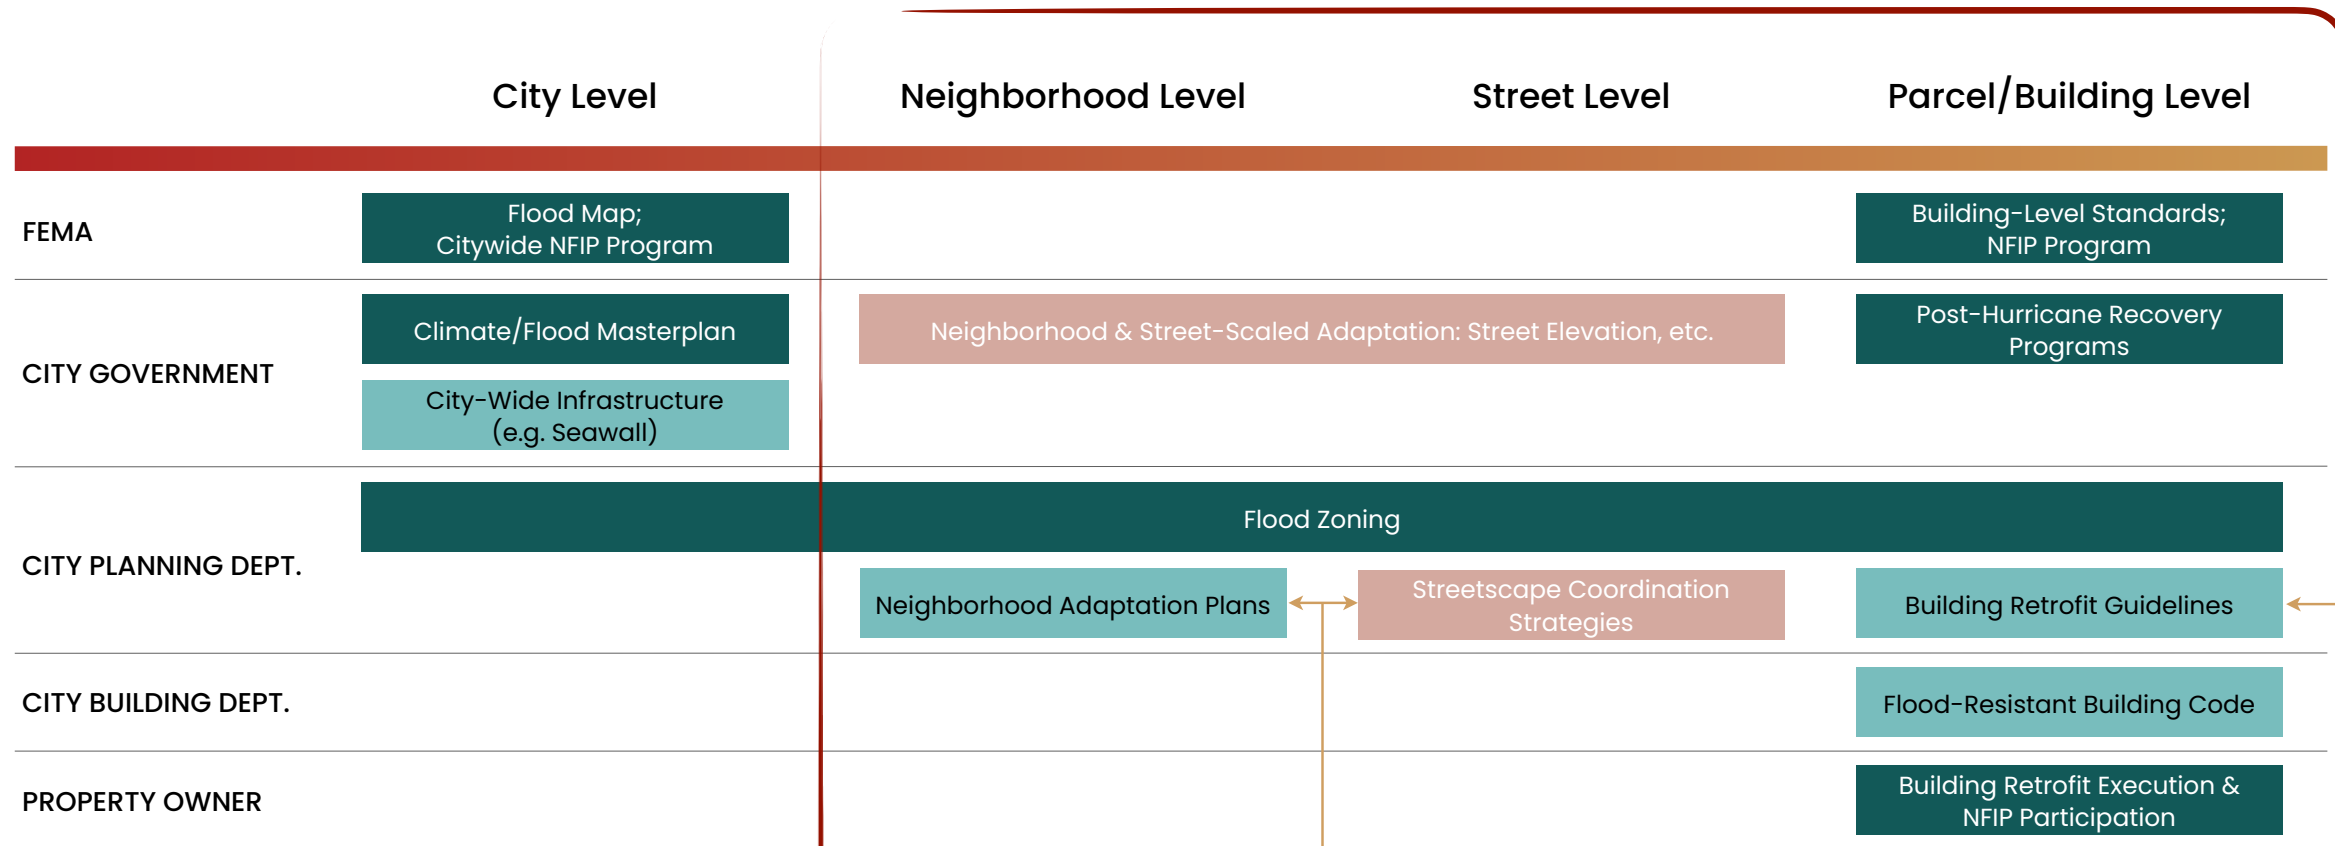 City Level
Neighborhood Level
Street Level
Parcel/Building Level
FEMA
Flood Map;
Citywide NFIP Program
Building-Level Standards;
NFIP Program
CITY GOVERNMENT
Climate/Flood Masterplan
Neighborhood & Street-Scaled Adaptation: Street Elevation, etc.
Post-Hurricane Recovery
Programs
City-Wide Infrastructure
(e.g. Seawall)
CITY PLANNING DEPT.
Flood Zoning
Neighborhood Adaptation Plans
Streetscape Coordination
Strategies
Building Retrofit Guidelines
CITY BUILDING DEPT.
Flood-Resistant Building Code
PROPERTY OWNER
Building Retrofit Execution &
NFIP Participation